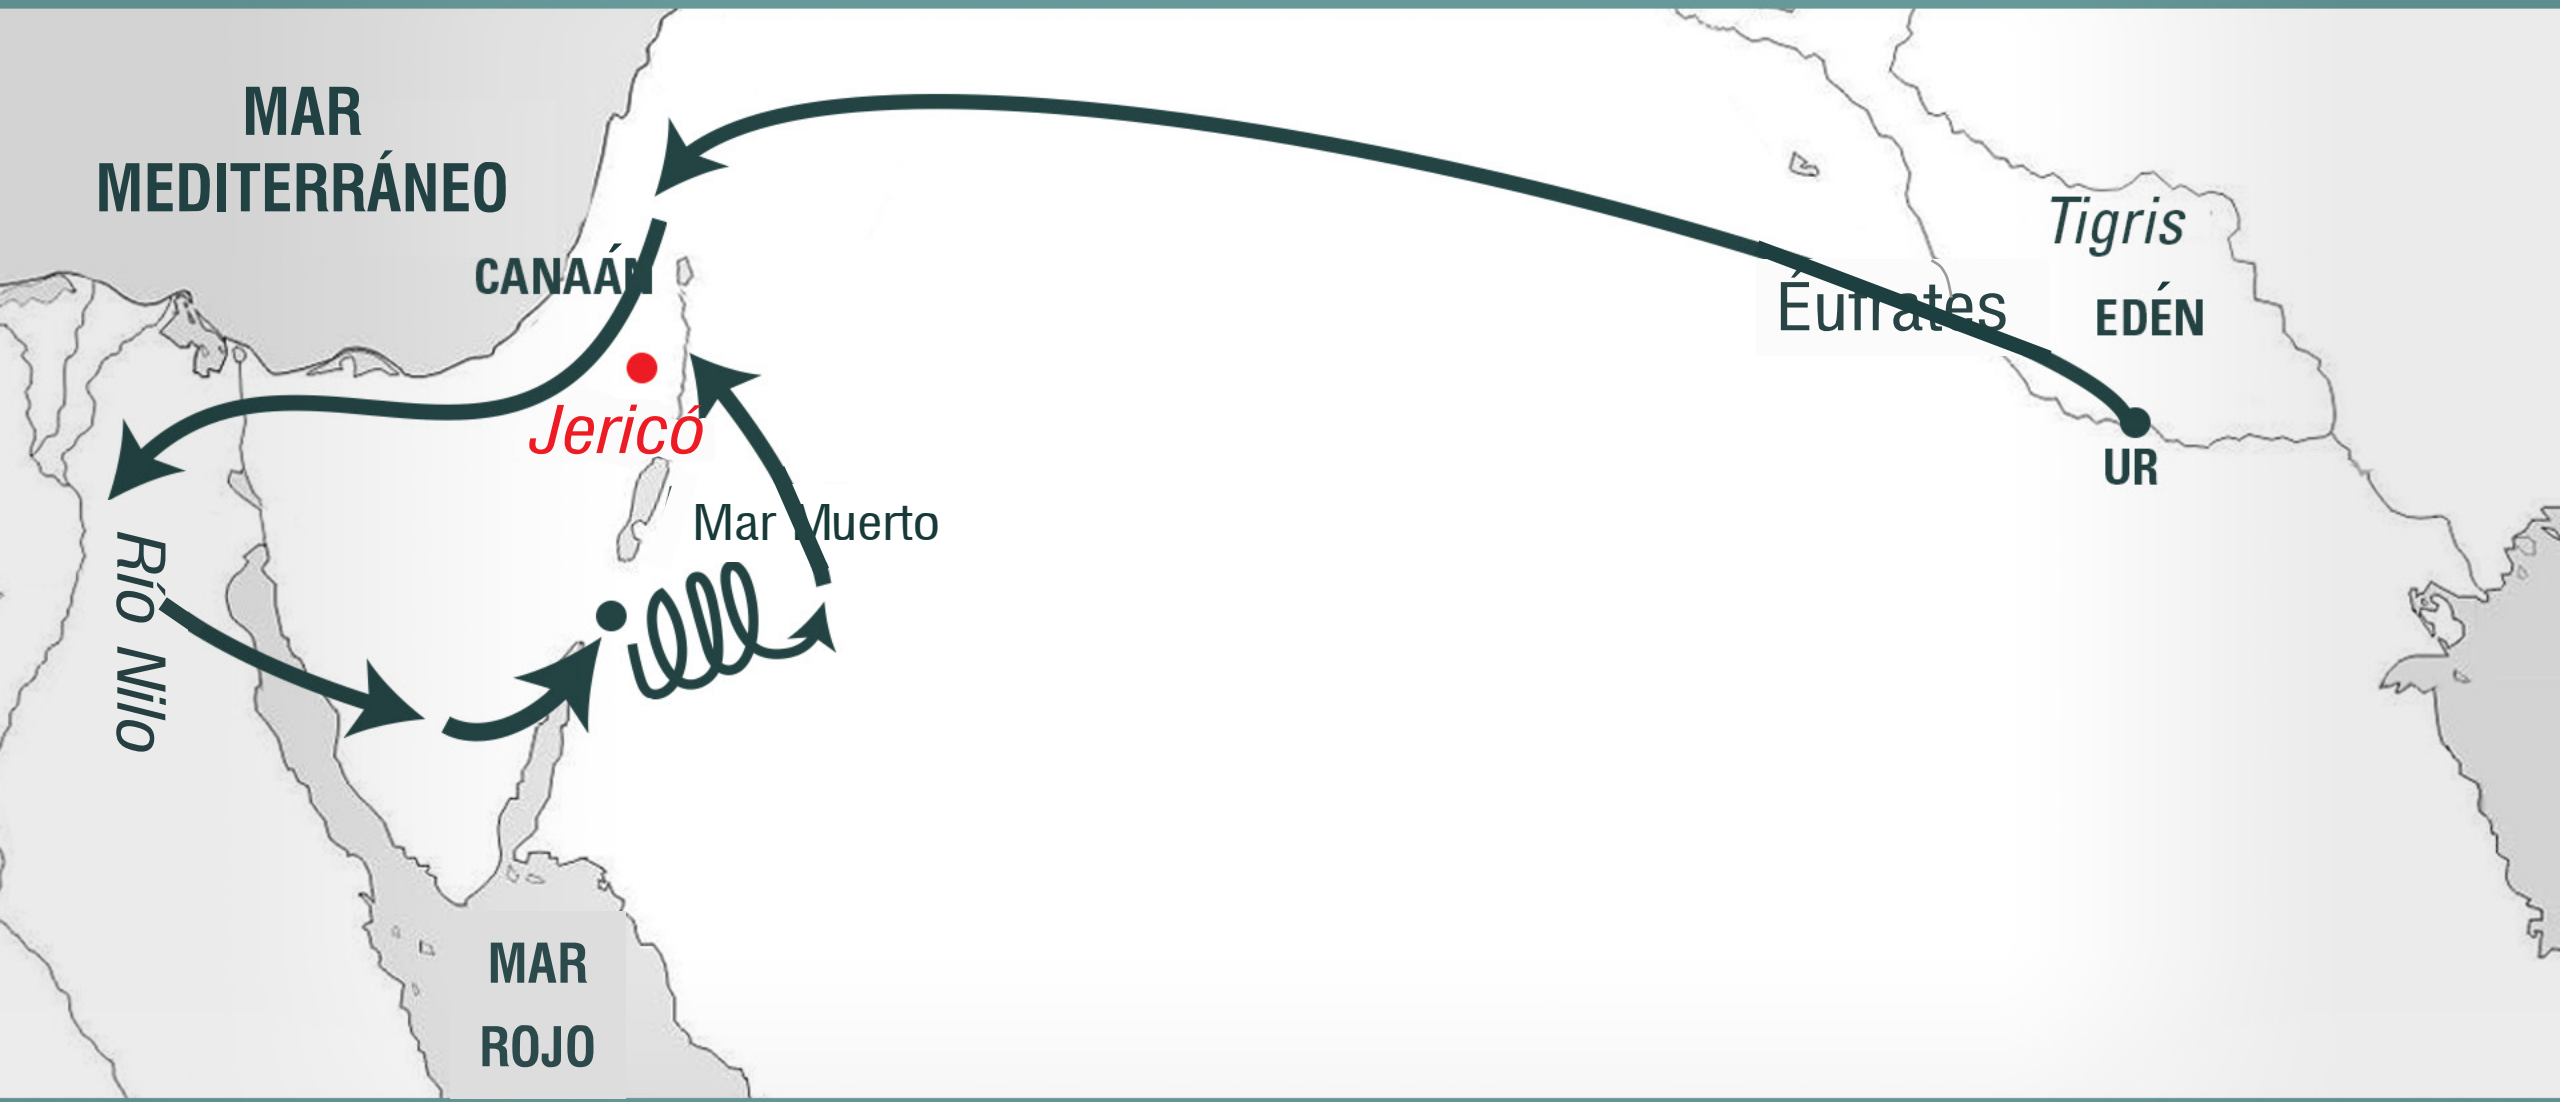 MAR
MEDITERRÁNEO
CANAÁN
Tigris
Éufrates
EDÉN
Jericó
UR
Mar Muerto
Río Nilo
MAR
ROJO